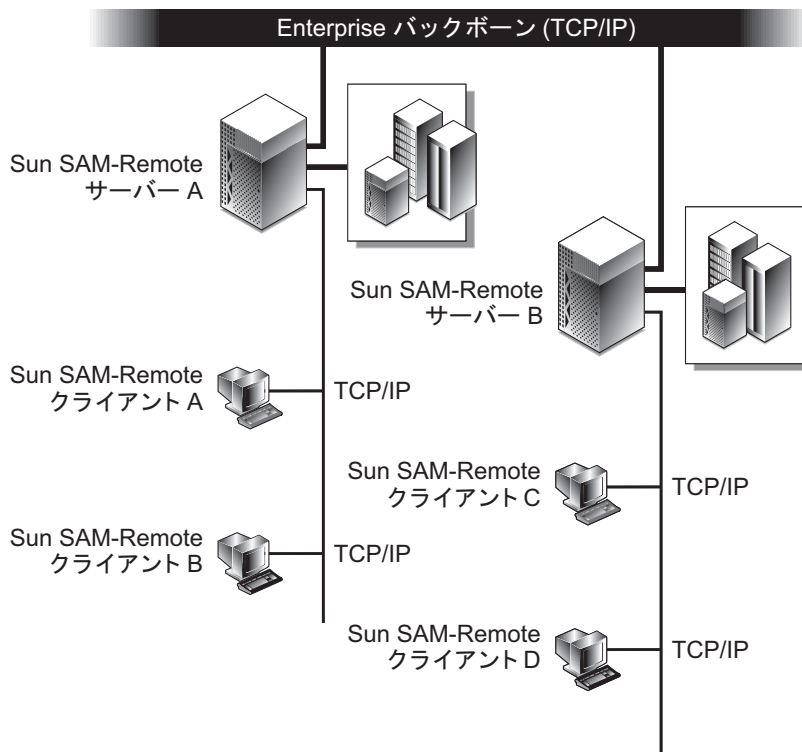 Enterprise バックボーン (TCP/IP)
Sun SAM-Remote
サーバー A
Sun SAM-Remote
サーバー B
Sun SAM-Remote
クライアント A
TCP/IP
Sun SAM-Remote
クライアント C
TCP/IP
Sun SAM-Remote
クライアント B
TCP/IP
Sun SAM-Remote
クライアント D
TCP/IP